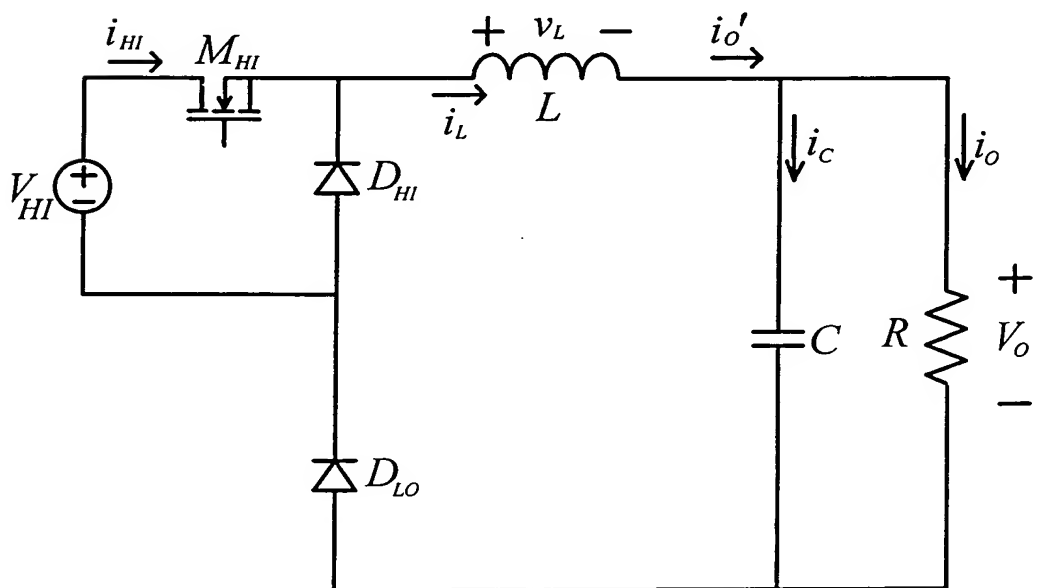 i_HI
M_HI
+ v_L −
i_O'
i_L
L
i_C
i_O
V_HI
+
−
D_HI
C
R
+
V_O
−
D_LO